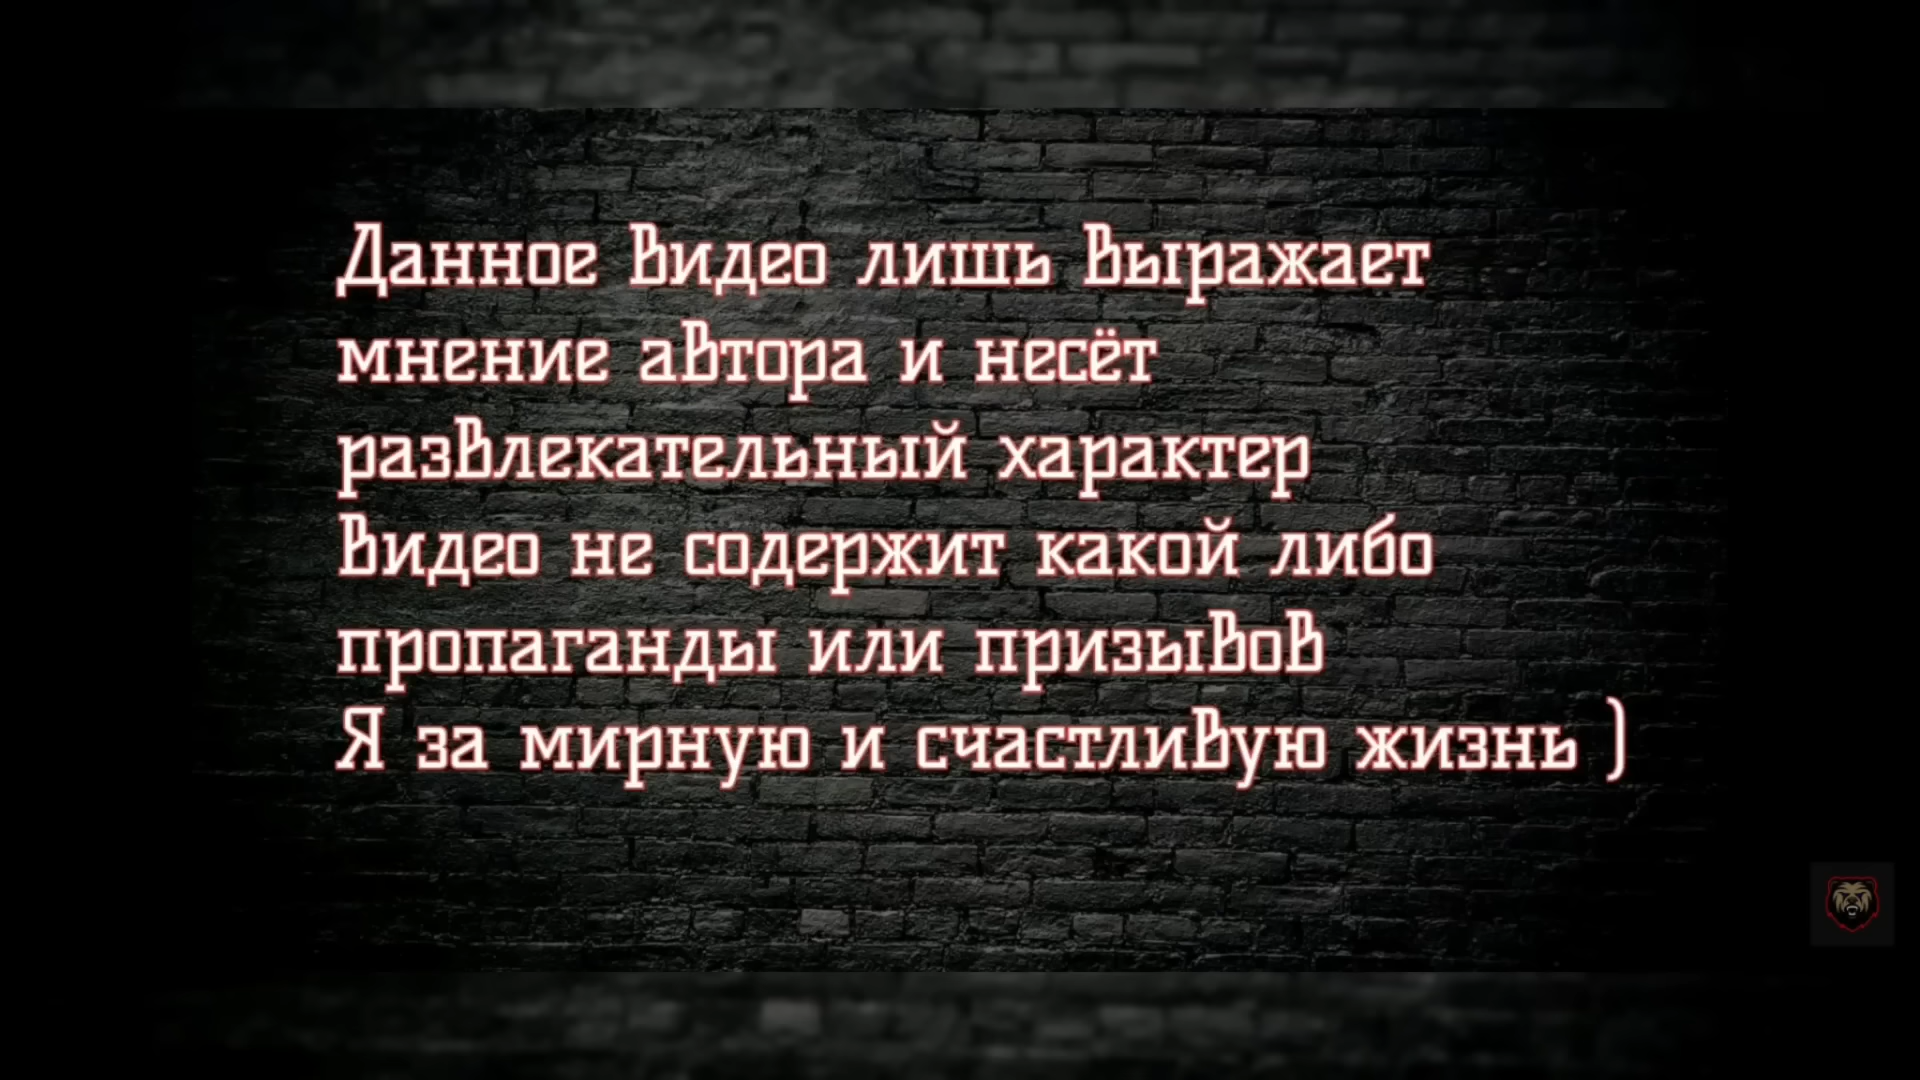 Данное видео лишь выражает
мнение автора и несёт
развлекательный характер
видео не содержит какой либо
пропаганды или призывов
Я за мирную и счастливую жизнь )